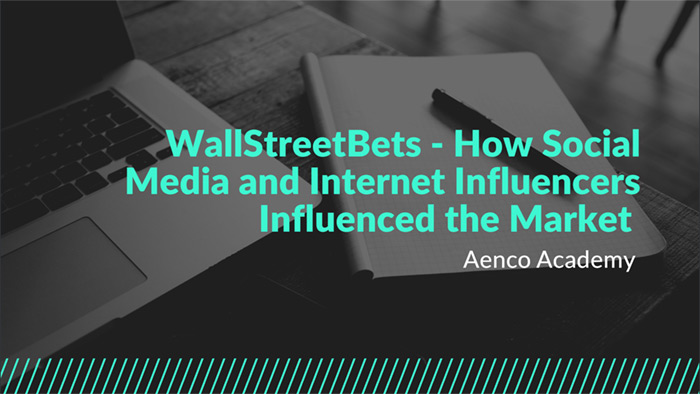 WallStreetBets - How Social
Media and Internet Influencers
Influenced the Market
Aenco Academy